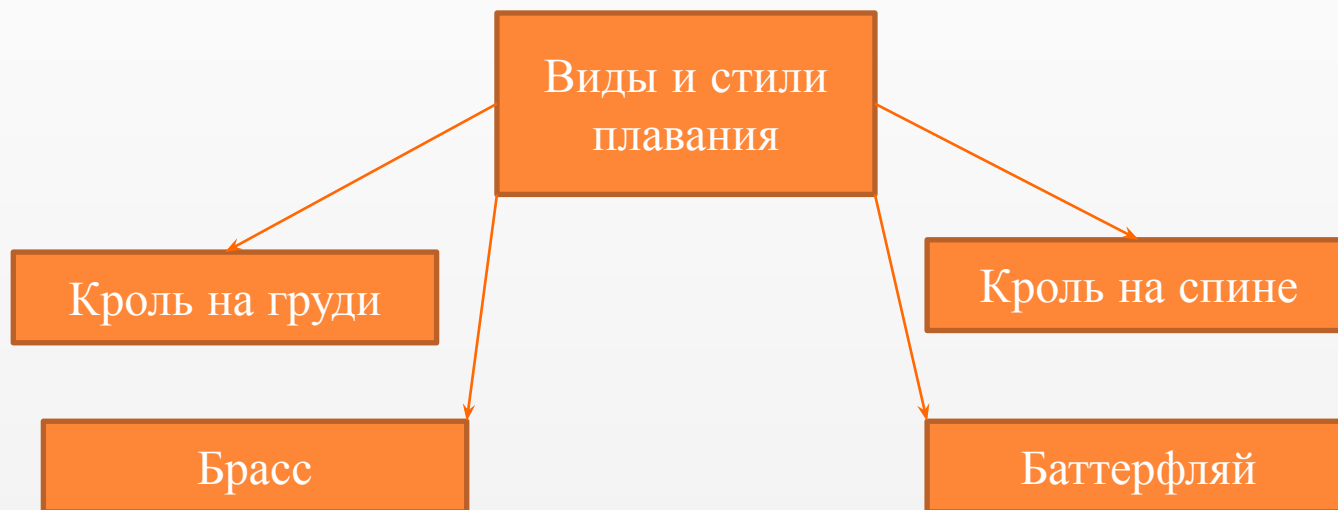 Виды и стили
плавания
Кроль на груди
Кроль на спине
Брасс
Баттерфляй